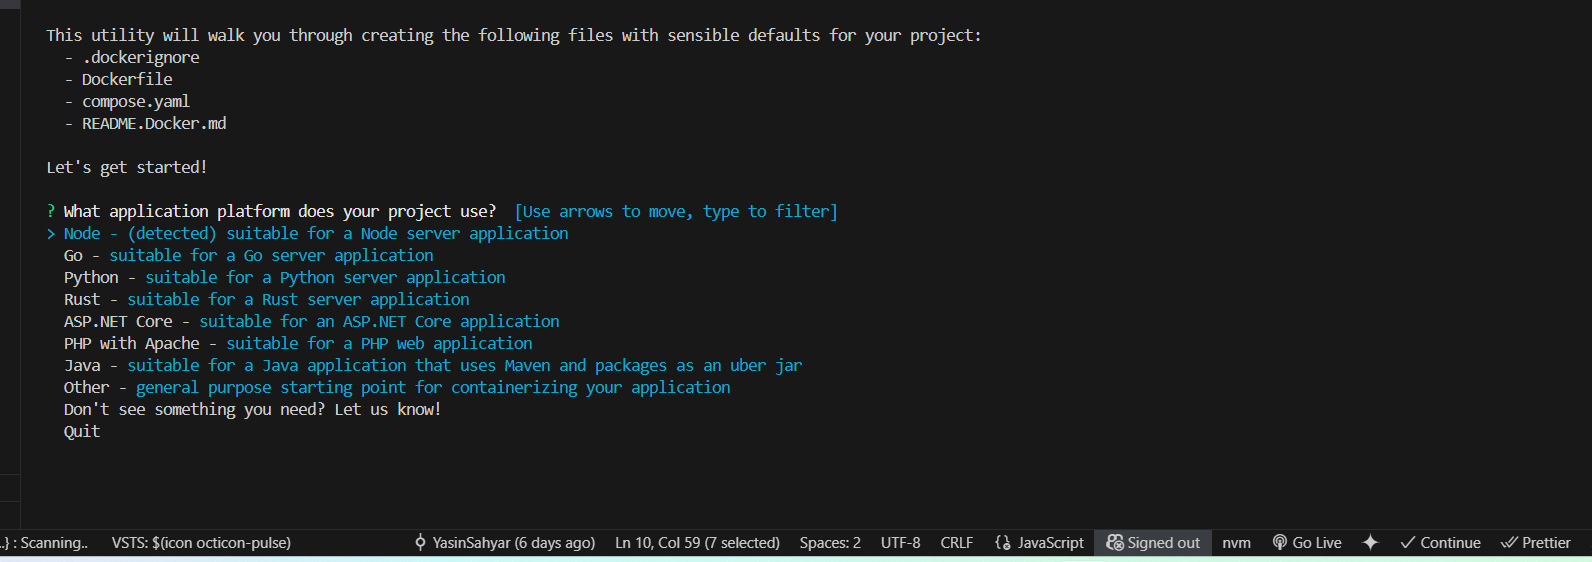 This utility will walk you through creating the following files with sensible defaults for your project:
- .dockerignore
- Dockerfile
- compose.yaml
- README.Docker.md
Let's get started!
? What application platform does your project use? [Use arrows to move, type to filter]
> Node - (detected) suitable for a Node server application
Go - suitable for a Go server application
Python - suitable for a Python server application
Rust - suitable for a Rust server application
ASP.NET Core - suitable for an ASP.NET Core application
PHP with Apache - suitable for a PHP web application
Java - suitable for a Java application that uses Maven and packages as an uber jar
Other - general purpose starting point for containerizing your application
Don't see something you need? Let us know!
Quit
..} : Scanning.. VSTS: $(icon octicon-pulse) YasinSahyar (6 days ago) Ln 10, Col 59 (7 selected) Spaces: 2 UTF-8 CRLF JavaScript Signed out nvm Go Live Continue Prettier